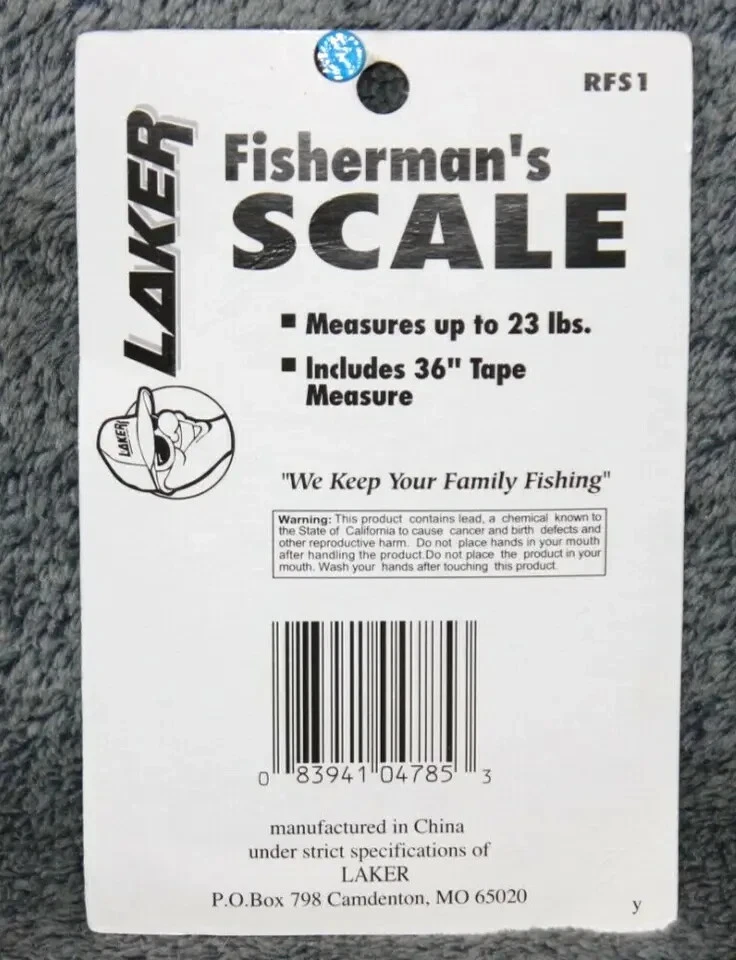 RFS1
LAKER
Fisherman's
SCALE
■ Measures up to 23 lbs.
■ Includes 36" Tape
Measure
LAKER
"We Keep Your Family Fishing"
Warning: This product contains lead, a chemical known to
the State of California to cause cancer and birth defects and
other reproductive harm. Do not place hands in your mouth
after handling the product.Do not place the product in your
mouth. Wash your hands after touching this product.
0 83941 04785 3
manufactured in China
under strict specifications of
LAKER
P.O.Box 798 Camdenton, MO 65020
y